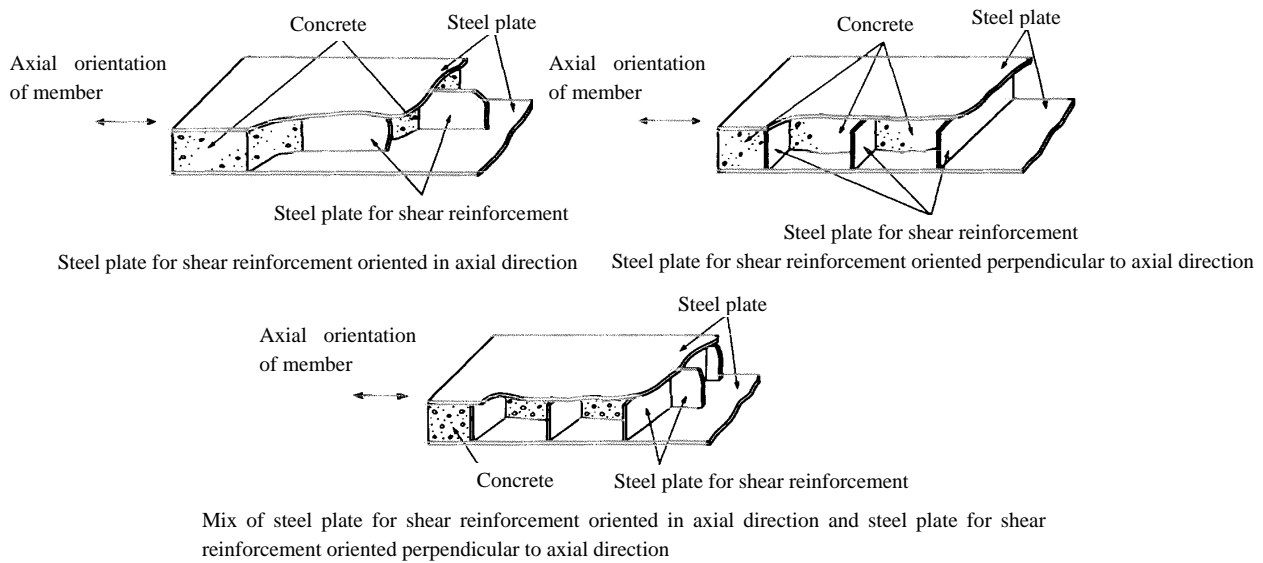 Concrete
Steel plate
Axial orientation
of member
Steel plate for shear reinforcement
Steel plate for shear reinforcement oriented in axial direction
Concrete
Steel plate
Axial orientation
of member
Steel plate for shear reinforcement
Steel plate for shear reinforcement oriented perpendicular to axial direction
Steel plate
Axial orientation
of member
Concrete
Steel plate for shear reinforcement
Mix of steel plate for shear reinforcement oriented in axial direction and steel plate for shear
reinforcement oriented perpendicular to axial direction